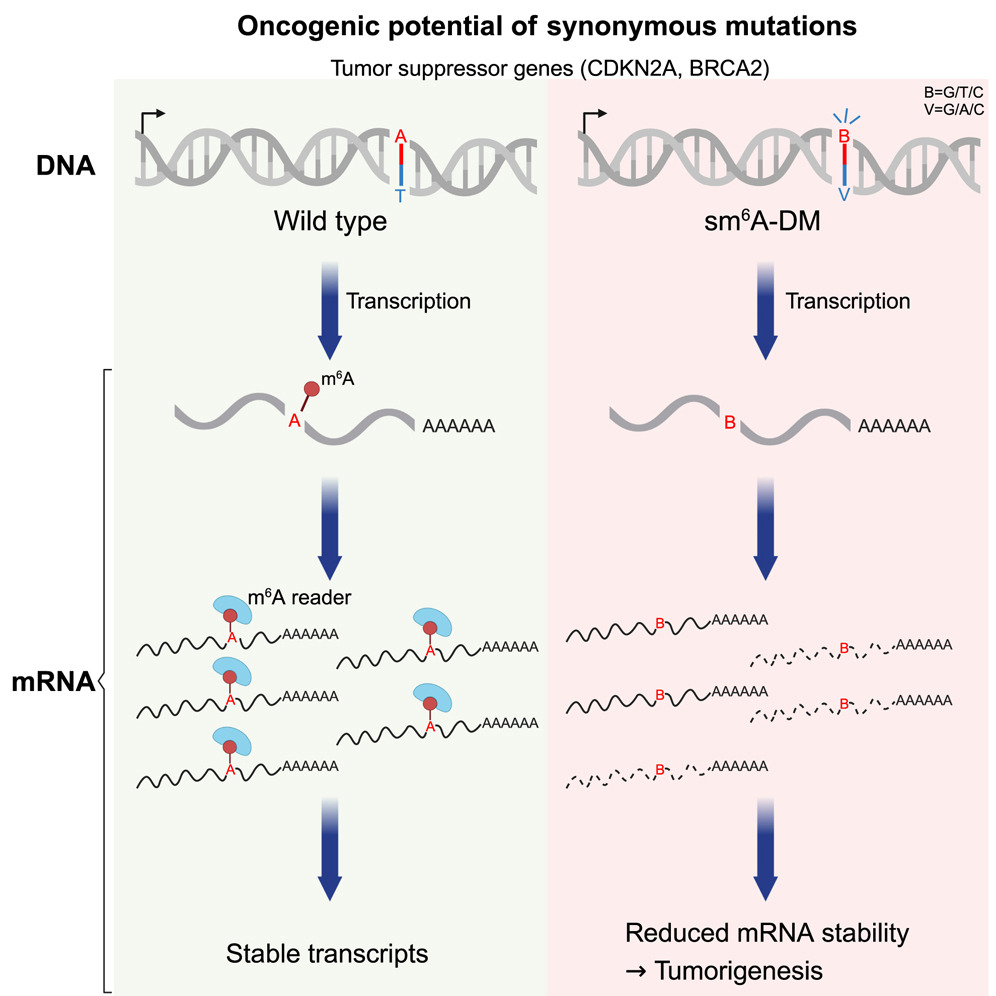 Oncogenic potential of synonymous mutations
Tumor suppressor genes (CDKN2A, BRCA2)
B=G/T/C
V=G/A/C
DNA
A
T
Wild type
B
V
sm⁶A-DM
Transcription
Transcription
m⁶A
A
AAAAAA
B
AAAAAA
mRNA
m⁶A reader
A
AAAAAA
A
AAAAAA
A
AAAAAA
A
AAAAAA
A
AAAAAA
B
AAAAAA
B
AAAAAA
B
AAAAAA
B
AAAAAA
B
AAAAAA
Stable transcripts
Reduced mRNA stability
→ Tumorigenesis